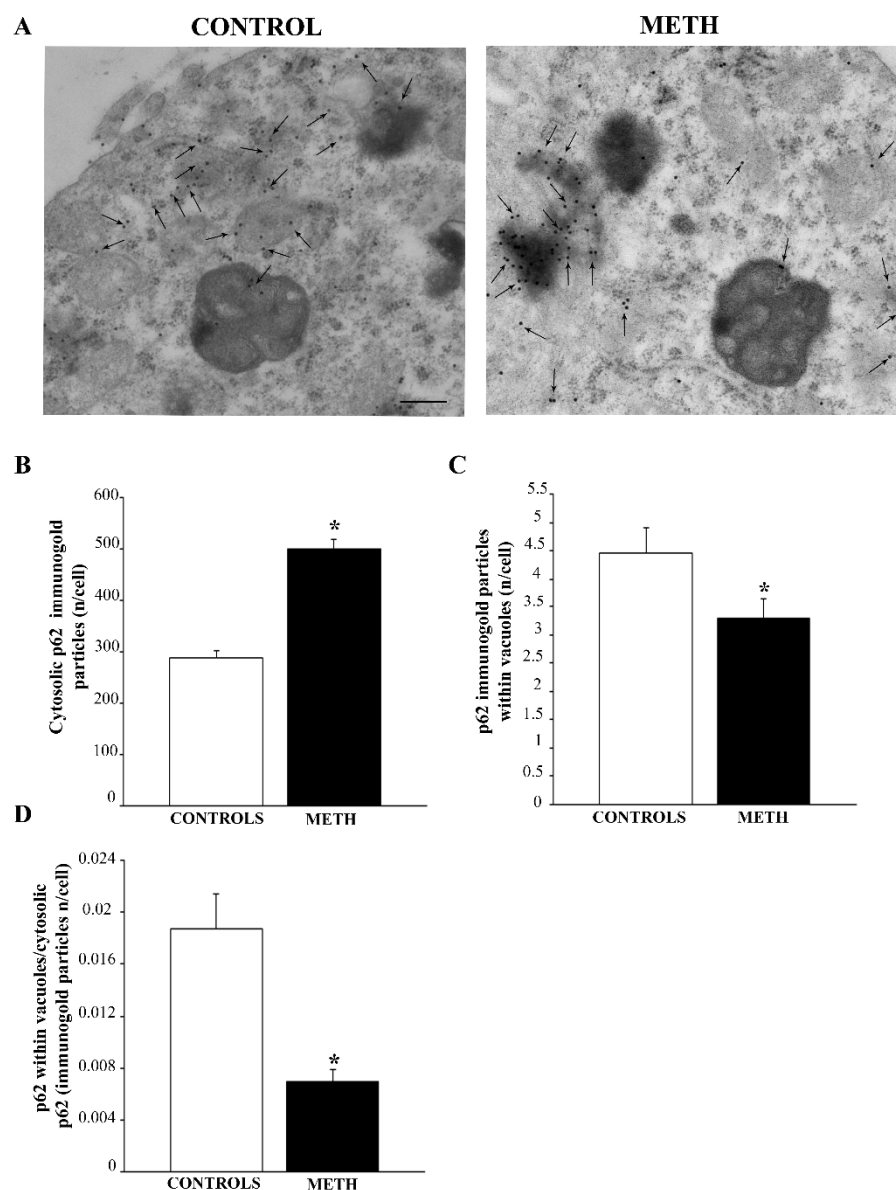 A
CONTROL
METH
B
Cytosolic p62 immunogold
particles (n/cell)
600
500
400
300
200
100
0
*
CONTROLS
METH
C
p62 immunogold particles
within vacuoles (n/cell)
5.5
5
4.5
4
3.5
3
2.5
2
1.5
1
0.5
0
*
CONTROLS
METH
D
p62 within vacuoles/cytosolic
p62 (immunogold particles n/cell)
0.024
0.02
0.016
0.012
0.008
0.004
0
*
CONTROLS
METH